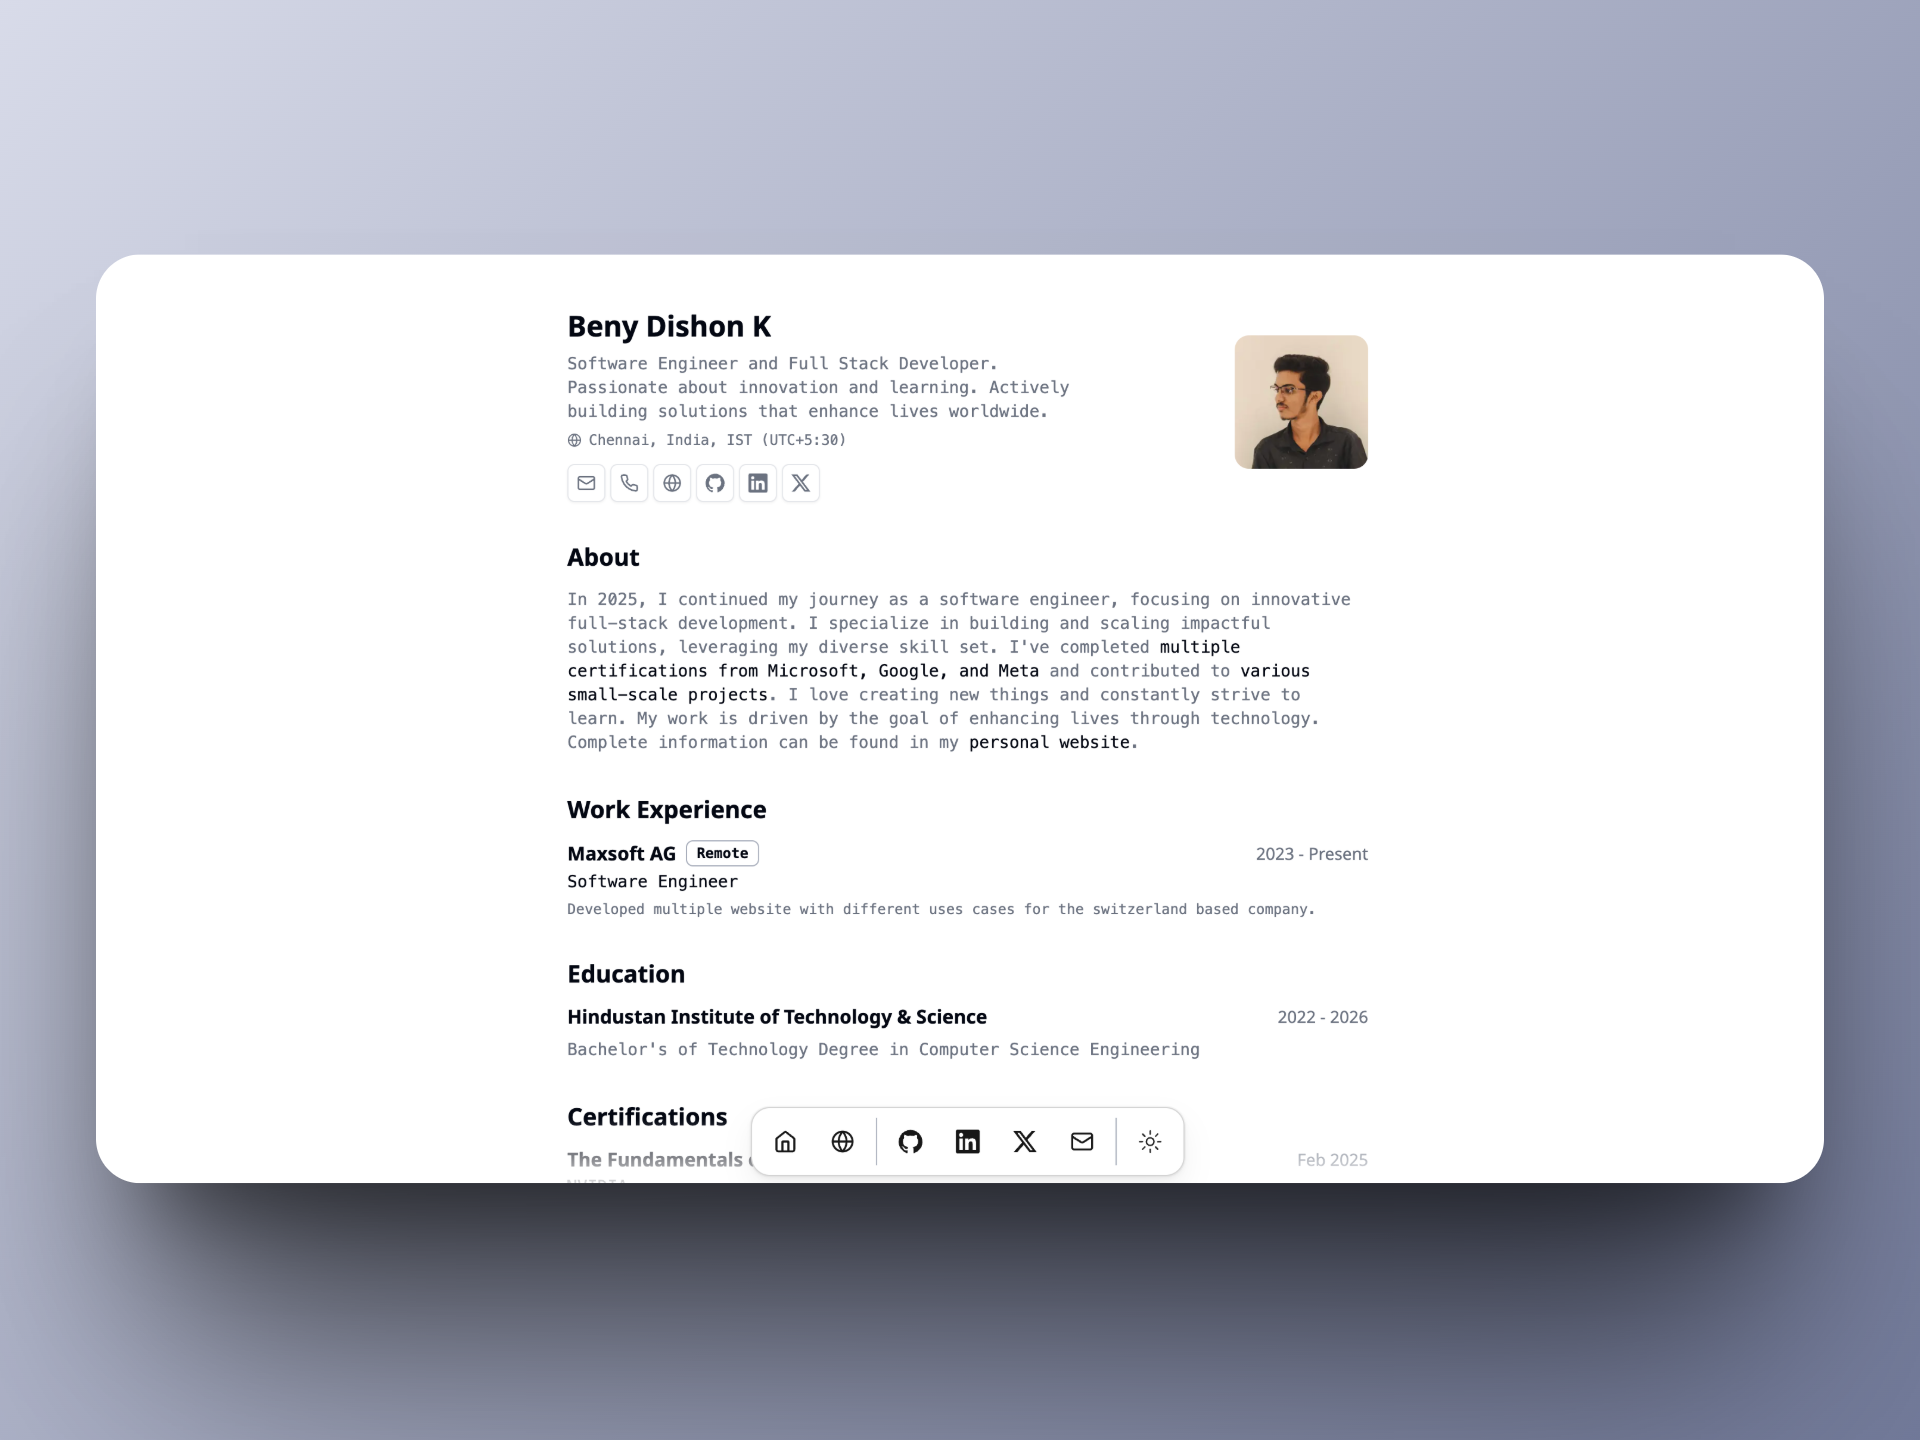 Beny Dishon K
Software Engineer and Full Stack Developer.
Passionate about innovation and learning. Actively
building solutions that enhance lives worldwide.
Chennai, India, IST (UTC+5:30)
About
In 2025, I continued my journey as a software engineer, focusing on innovative
full-stack development. I specialize in building and scaling impactful
solutions, leveraging my diverse skill set. I've completed multiple
certifications from Microsoft, Google, and Meta and contributed to various
small-scale projects. I love creating new things and constantly strive to
learn. My work is driven by the goal of enhancing lives through technology.
Complete information can be found in my personal website.
Work Experience
Maxsoft AG Remote 2023 - Present
Software Engineer
Developed multiple website with different uses cases for the switzerland based company.
Education
Hindustan Institute of Technology & Science 2022 - 2026
Bachelor's of Technology Degree in Computer Science Engineering
Certifications
The Fundamentals Feb 2025